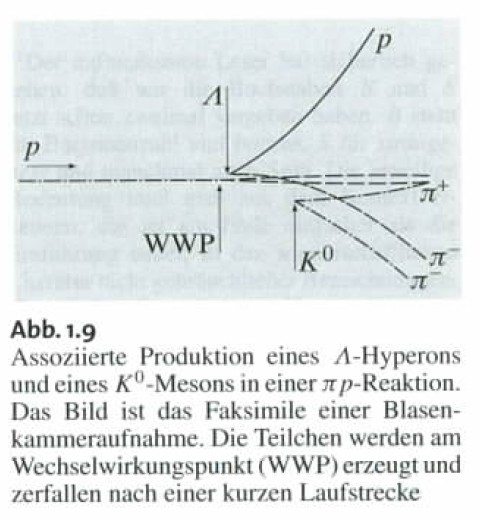 p
Λ
p
π⁺
WWP
K⁰
π⁻
π⁻
Abb. 1.9
Assoziierte Produktion eines Λ-Hyperons
und eines K⁰-Mesons in einer πp-Reaktion.
Das Bild ist das Faksimile einer Blasen-
kammeraufnahme. Die Teilchen werden am
Wechselwirkungspunkt (WWP) erzeugt und
zerfallen nach einer kurzen Laufstrecke